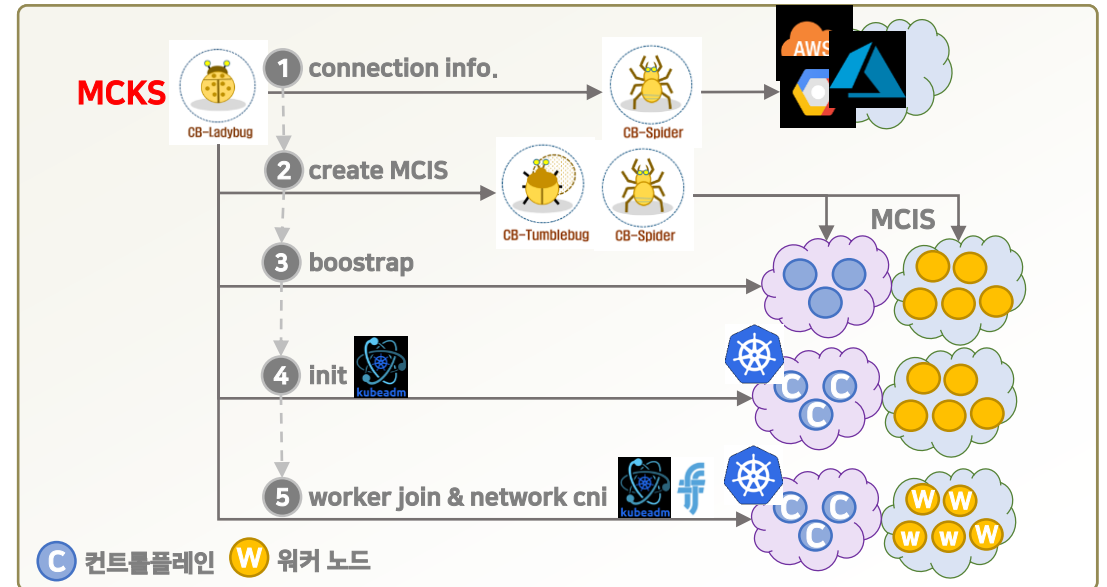 MCKS
CB-Ladybug
1 connection info.
CB-Spider
AWS
2 create MCIS
CB-Tumblebug
CB-Spider
MCIS
3 boostrap
4 init
kubeadm
C C
C
5 worker join & network cni
kubeadm
C C
C
W W
W W W
C 컨트롤플레인 W 워커 노드